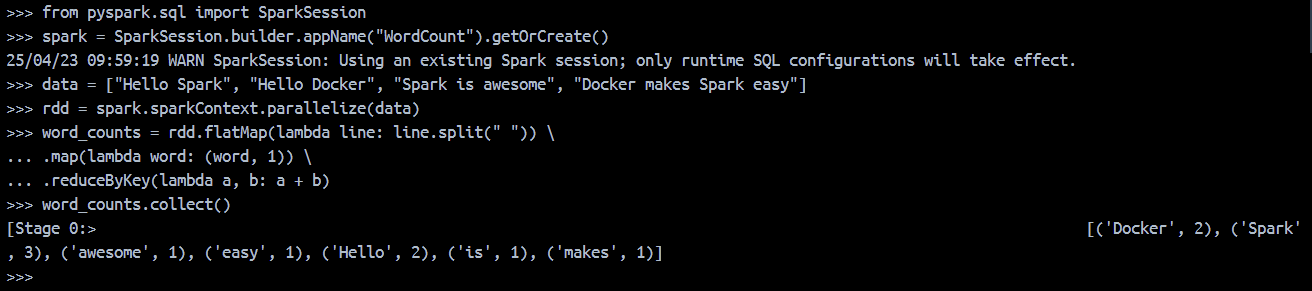 >>> from pyspark.sql import SparkSession
>>> spark = SparkSession.builder.appName("WordCount").getOrCreate()
25/04/23 09:59:19 WARN SparkSession: Using an existing Spark session; only runtime SQL configurations will take effect.
>>> data = ["Hello Spark", "Hello Docker", "Spark is awesome", "Docker makes Spark easy"]
>>> rdd = spark.sparkContext.parallelize(data)
>>> word_counts = rdd.flatMap(lambda line: line.split(" ")) \
... .map(lambda word: (word, 1)) \
... .reduceByKey(lambda a, b: a + b)
>>> word_counts.collect()
[Stage 0:>                                                          [('Docker', 2), ('Spark'
, 3), ('awesome', 1), ('easy', 1), ('Hello', 2), ('is', 1), ('makes', 1)]
>>>